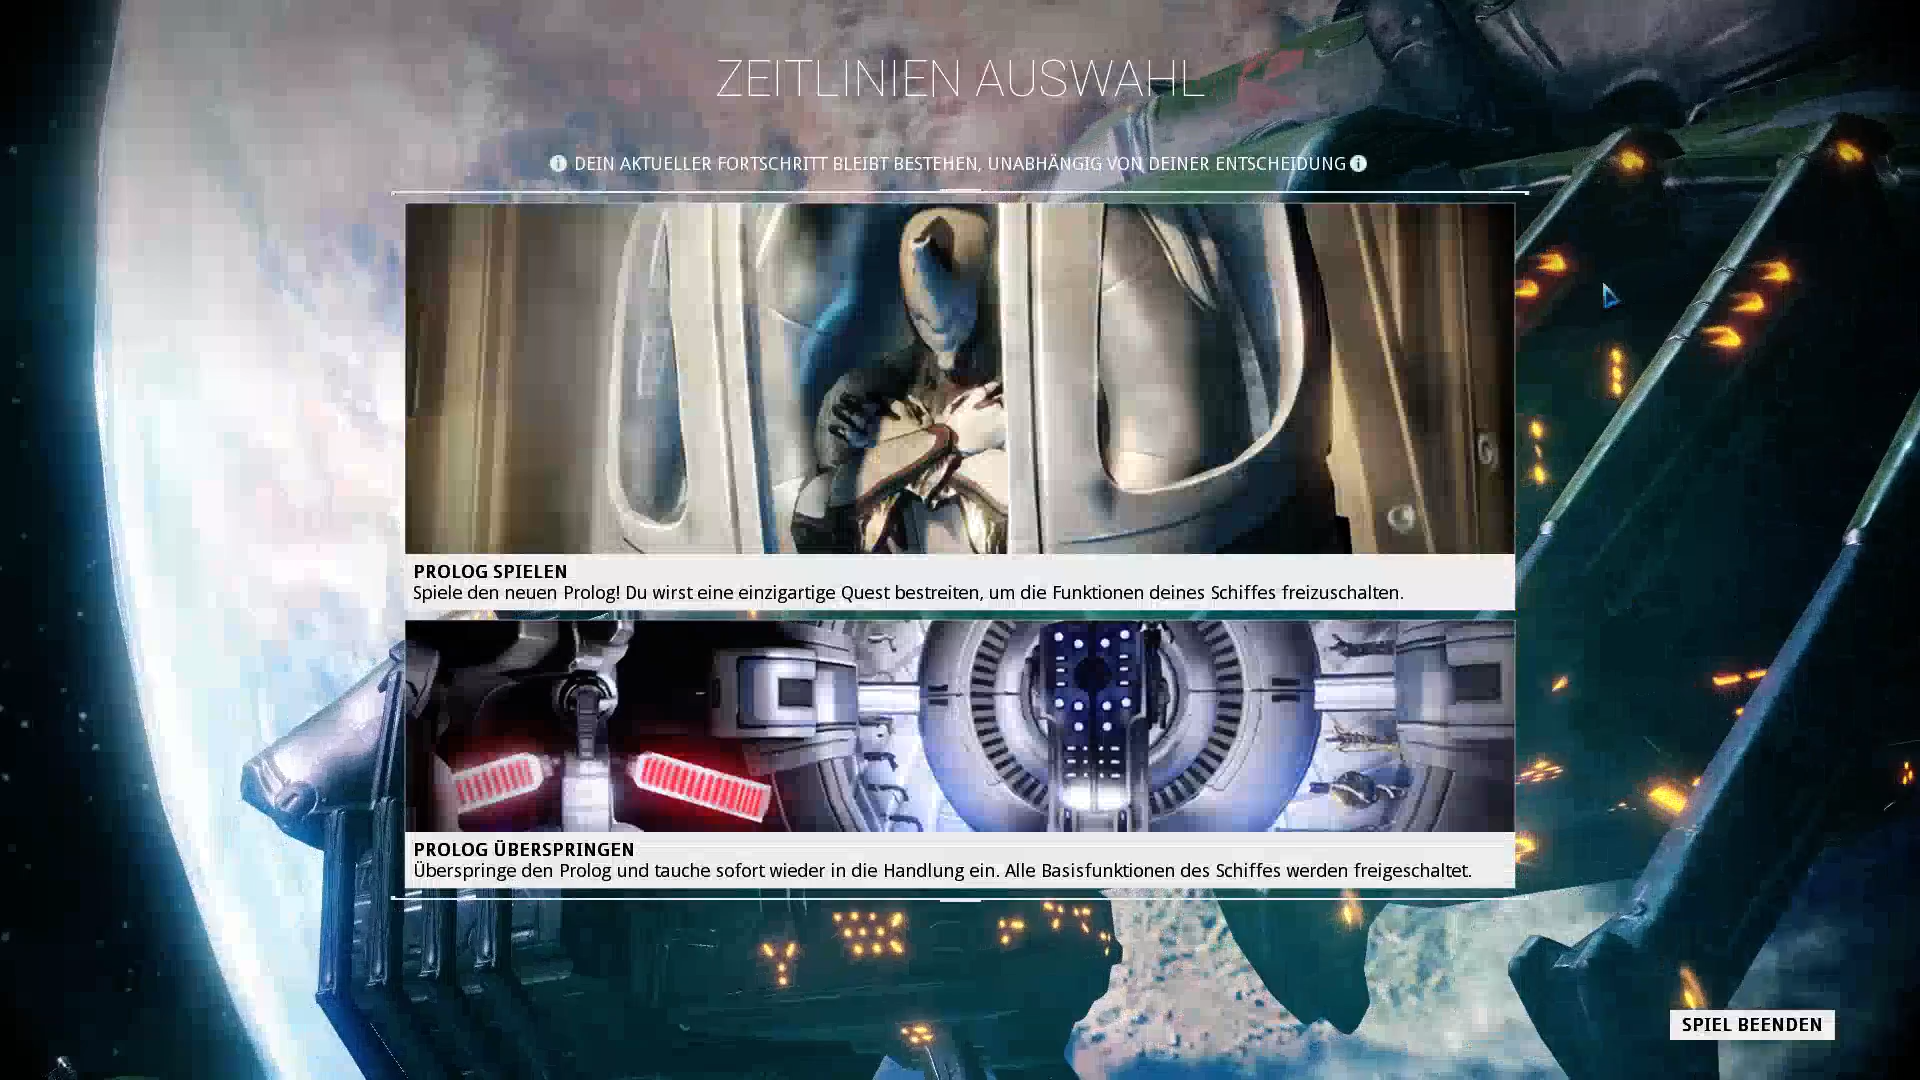 ZEITLINIEN AUSWAHL
DEIN AKTUELLER FORTSCHRITT BLEIBT BESTEHEN, UNABHÄNGIG VON DEINER ENTSCHEIDUNG
PROLOG SPIELEN
Spiele den neuen Prolog! Du wirst eine einzigartige Quest bestreiten, um die Funktionen deines Schiffes freizuschalten.
PROLOG ÜBERSPRINGEN
Überspringe den Prolog und tauche sofort wieder in die Handlung ein. Alle Basisfunktionen des Schiffes werden freigeschaltet.
SPIEL BEENDEN